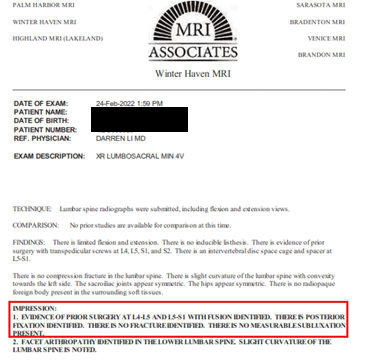 PALM HARBOR MRI
SARASOTA MRI
WINTER HAVEN MRI
BRADENTON MRI
HIGHLAND MRI (LAKELAND)
VENICE MRI
BRANDON MRI
MRI
ASSOCIATES
Winter Haven MRI
DATE OF EXAM: 24-Feb-2022 1:59 PM
PATIENT NAME:
DATE OF BIRTH:
PATIENT NUMBER:
REF. PHYSICIAN: DARREN LI MD
EXAM DESCRIPTION: XR LUMBOSACRAL MIN 4V
TECHNIQUE: Lumbar spine radiographs were submitted, including flexion and extension views.
COMPARISON: No prior studies are available for comparison at this time.
FINDINGS: There is limited flexion and extension. There is no inducible listhesis. There is evidence of prior
surgery with transpedicular screws at L4, L5, S1, and S2. There is an intervertebral disc space cage and spacer at
L5-S1.
There is no compression fracture in the lumbar spine. There is slight curvature of the lumbar spine with convexity
towards the left side. The sacroiliac joints appear symmetric. The hips appear symmetric. There is no radiopaque
foreign body present in the surrounding soft tissues.
IMPRESSION:
1. EVIDENCE OF PRIOR SURGERY AT L4-L5 AND L5-S1 WITH FUSION IDENTIFIED. THERE IS POSTERIOR
FIXATION IDENTIFIED. THERE IS NO FRACTURE IDENTIFIED. THERE IS NO MEASURABLE SUBLUXATION
PRESENT.
2. FACET ARTHROPATHY IDENTIFIED IN THE LOWER LUMBAR SPINE. SLIGHT CURVATURE OF THE
LUMBAR SPINE IS NOTED.